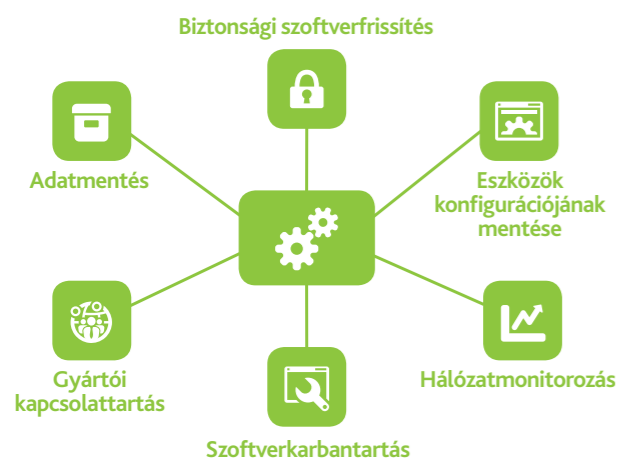 Biztonsági szoftverfrissítés
Adatmentés
Eszközök
konfigurációjának
mentése
Gyártói
kapcsolattartás
Hálózatmonitorozás
Szoftverkarbantartás